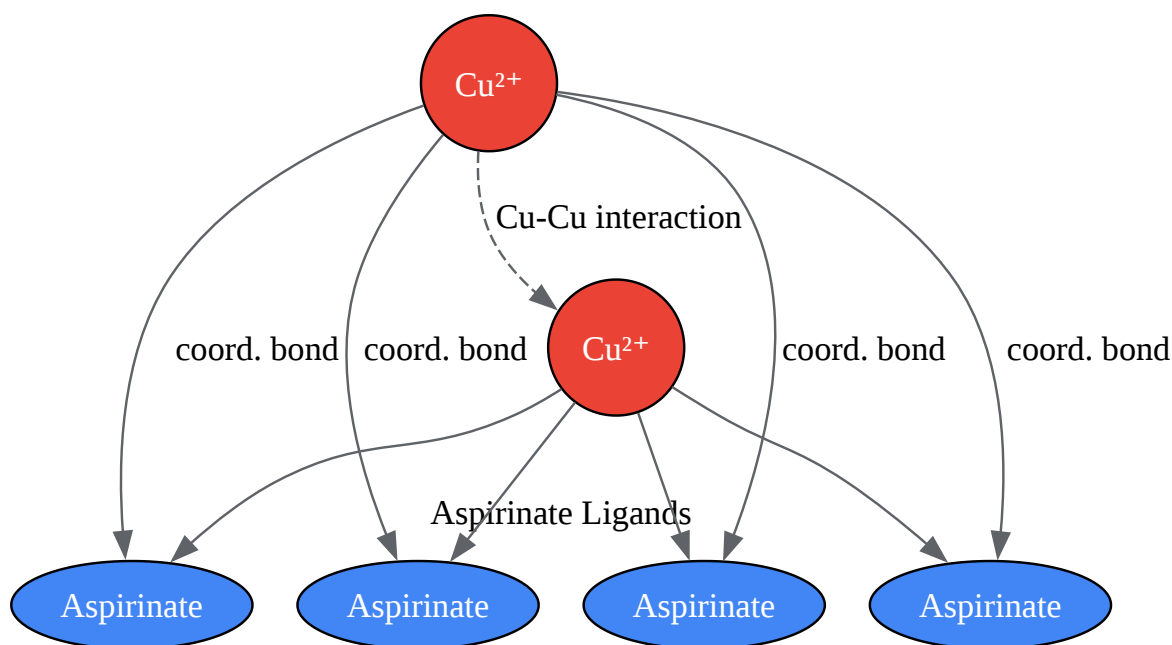 Cu²⁺
Cu-Cu interaction
Cu²⁺
coord. bond
coord. bond
coord. bond
coord. bond
Aspirinate Ligands
Aspirinate
Aspirinate
Aspirinate
Aspirinate